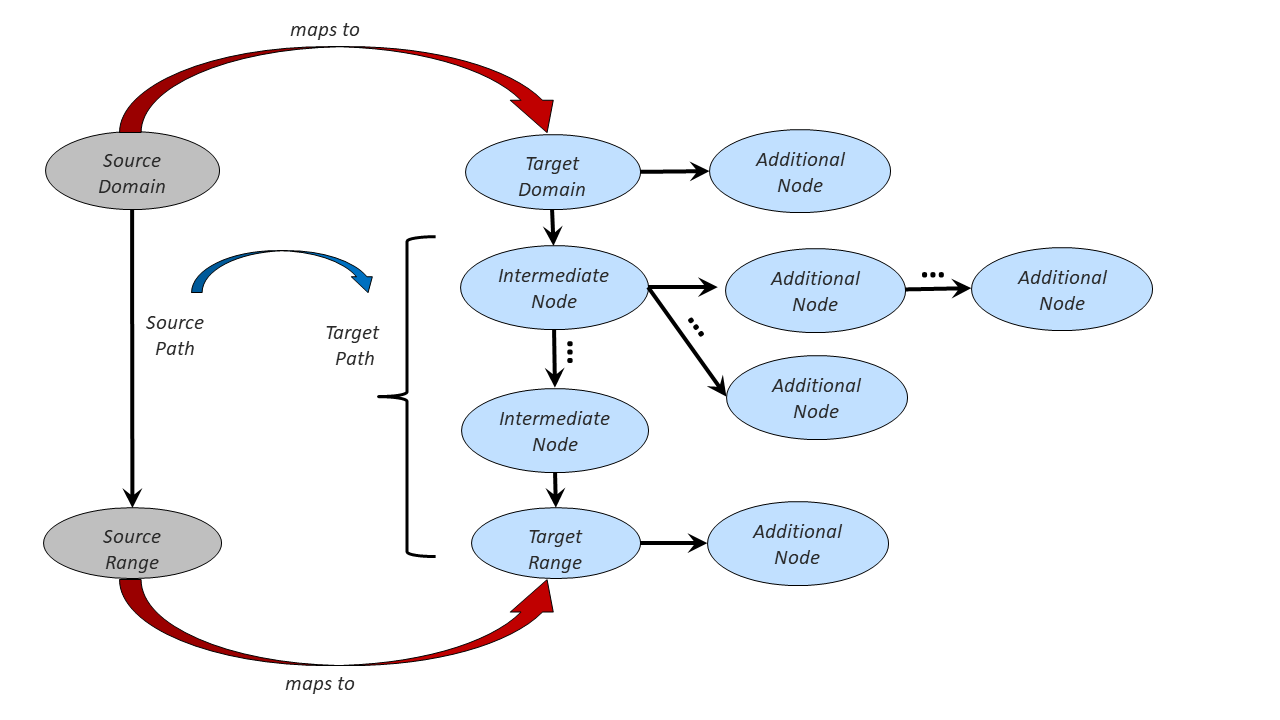 maps to
Source
Domain
Target
Domain
Additional
Node
Source
Path
Target
Path
Intermediate
Node
Additional
Node
Additional
Node
Additional
Node
Intermediate
Node
Source
Range
Target
Range
Additional
Node
maps to